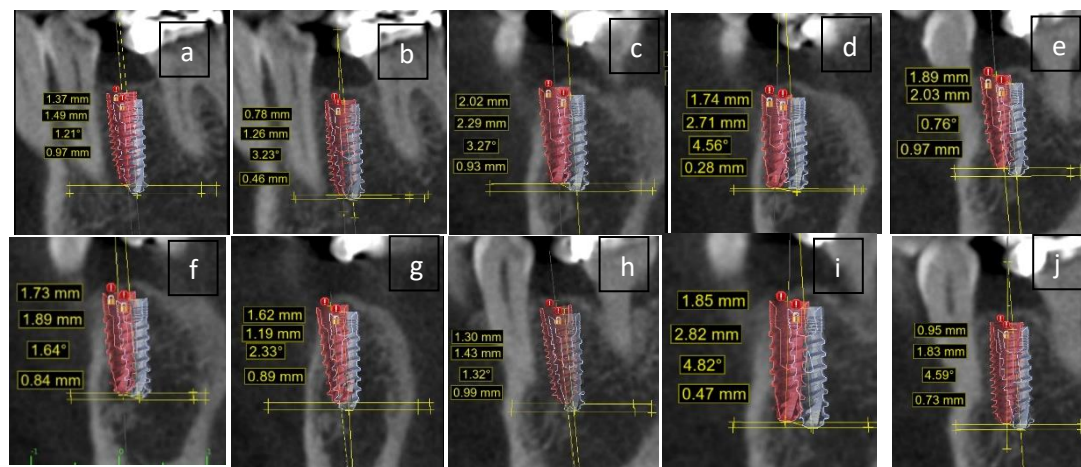 a
1.37 mm
1.49 mm
1.21°
0.97 mm
b
0.78 mm
1.26 mm
3.23°
0.46 mm
c
2.02 mm
2.29 mm
3.27°
0.93 mm
d
1.74 mm
2.71 mm
4.56°
0.28 mm
e
1.89 mm
2.03 mm
0.76°
0.97 mm
f
1.73 mm
1.89 mm
1.64°
0.84 mm
-1 0 1
g
1.62 mm
1.19 mm
2.33°
0.89 mm
h
1.30 mm
1.43 mm
1.32°
0.99 mm
i
1.85 mm
2.82 mm
4.82°
0.47 mm
j
0.95 mm
1.83 mm
4.59°
0.73 mm